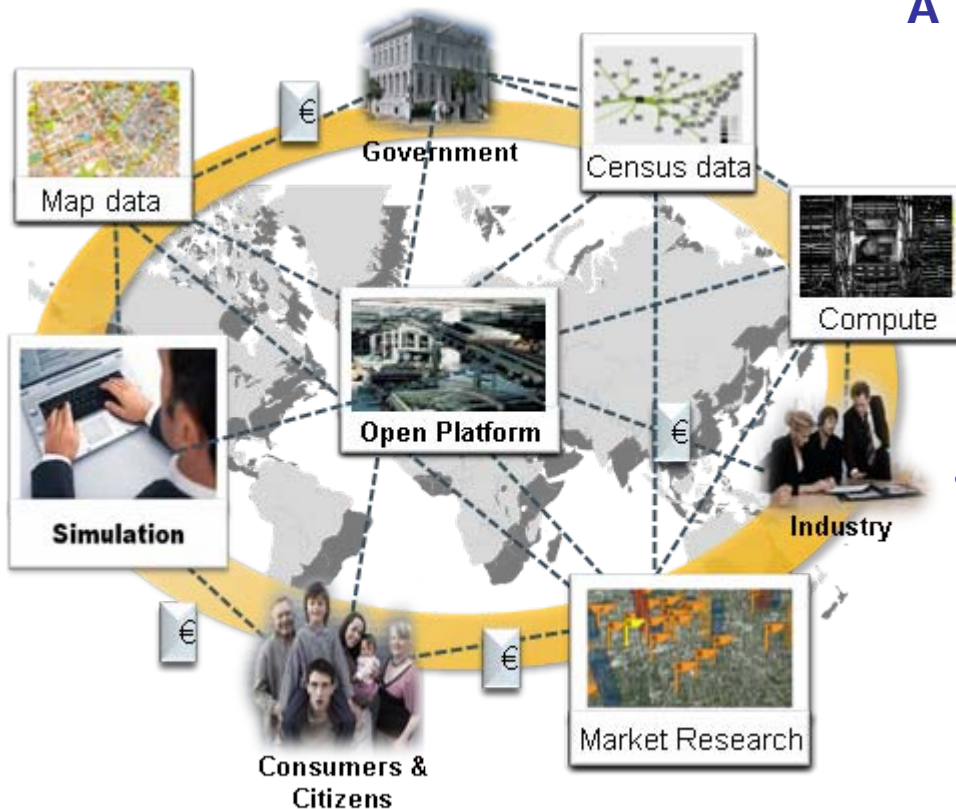 A
€
Government
Map data
Census data
Compute
Open Platform
€
Simulation
Industry
€
€
Market Research
Consumers &
Citizens